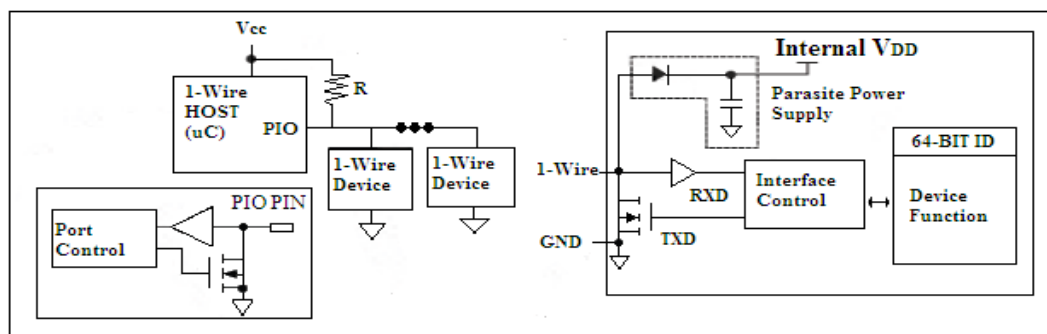 Vcc
1-Wire
HOST
(uC)
PIO
R
1-Wire
Device
1-Wire
Device
PIO PIN
Port
Control
Internal VDD
Parasite Power
Supply
64-BIT ID
1-Wire
RXD
Interface
Control
Device
Function
GND
TXD